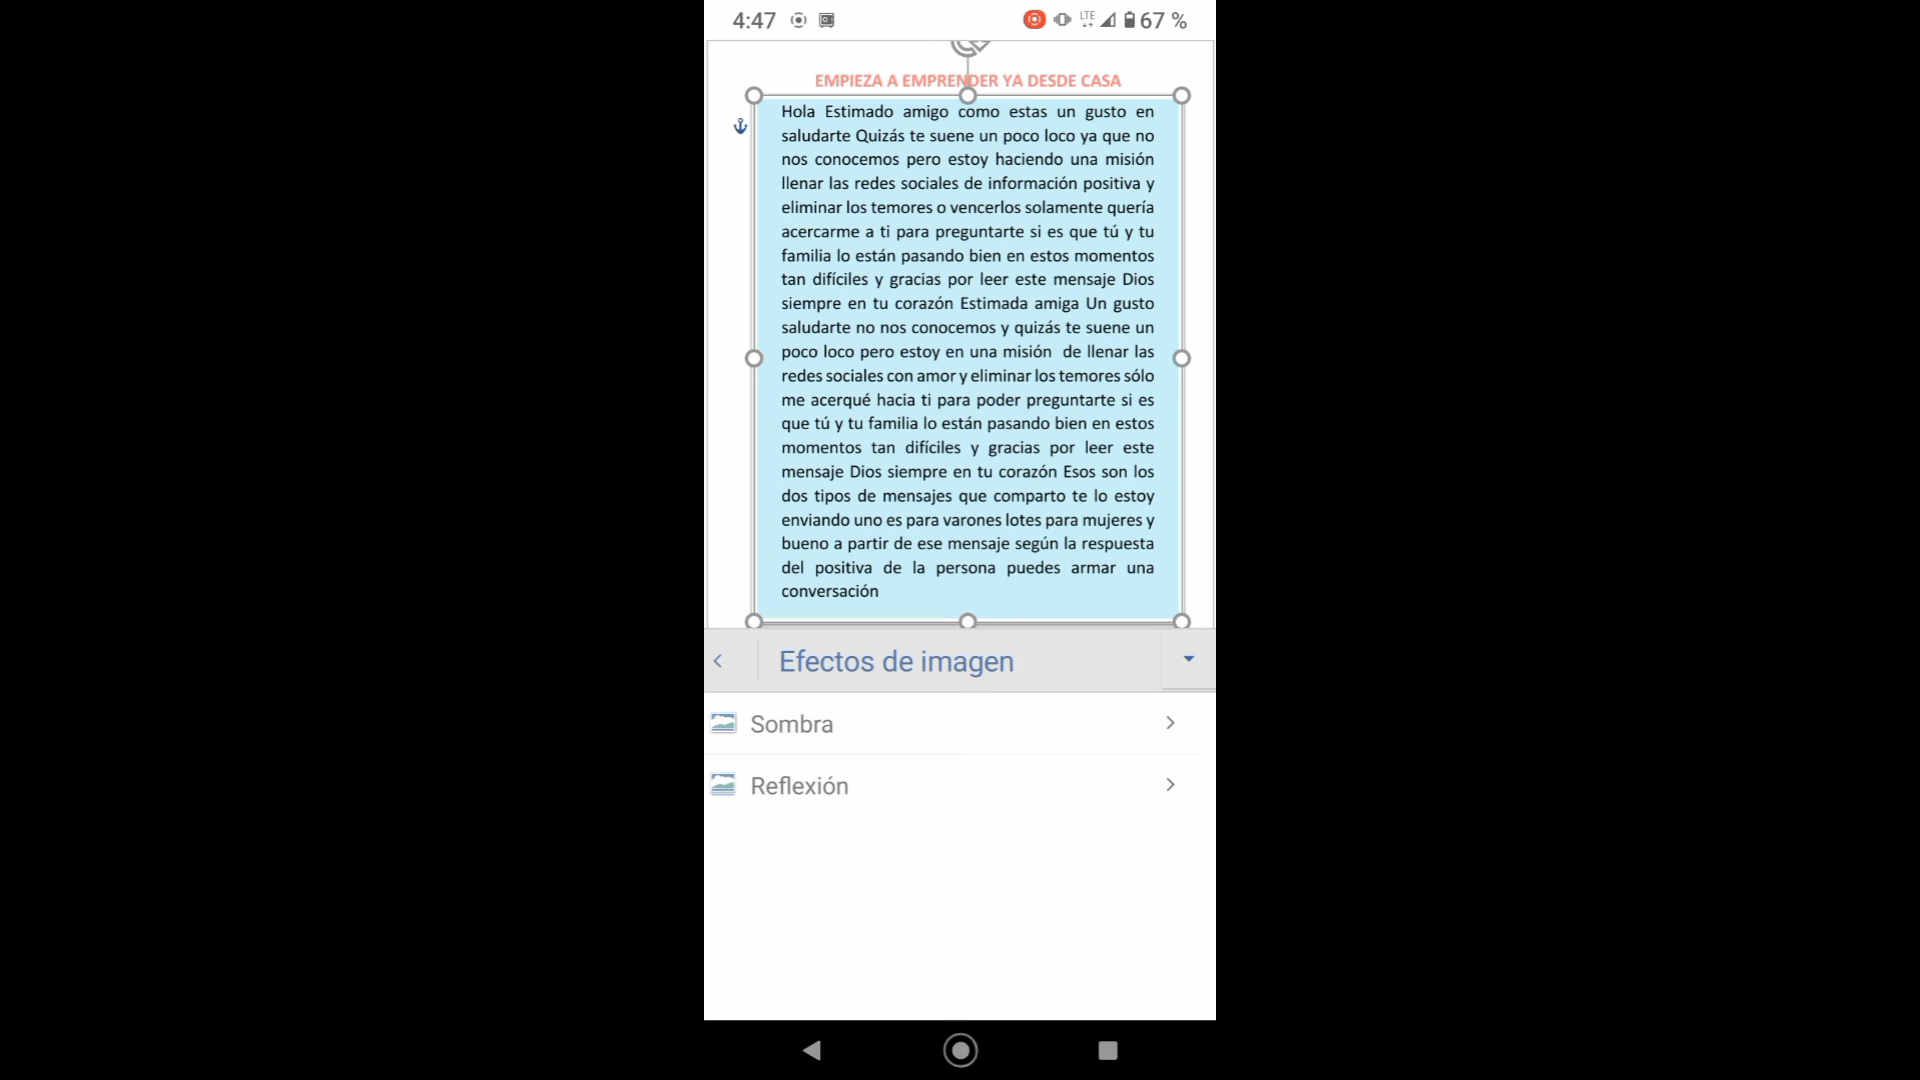 4:47
LTE
67 %
EMPIEZA A EMPRENDER YA DESDE CASA
Hola Estimado amigo como estas un gusto en
saludarte Quizás te suene un poco loco ya que no
nos conocemos pero estoy haciendo una misión
llenar las redes sociales de información positiva y
eliminar los temores o vencerlos solamente quería
acercarme a ti para preguntarte si es que tú y tu
familia lo están pasando bien en estos momentos
tan difíciles y gracias por leer este mensaje Dios
siempre en tu corazón Estimada amiga Un gusto
saludarte no nos conocemos y quizás te suene un
poco loco pero estoy en una misión  de llenar las
redes sociales con amor y eliminar los temores sólo
me acerqué hacia ti para poder preguntarte si es
que tú y tu familia lo están pasando bien en estos
momentos tan difíciles y gracias por leer este
mensaje Dios siempre en tu corazón Esos son los
dos tipos de mensajes que comparto te lo estoy
enviando uno es para varones lotes para mujeres y
bueno a partir de ese mensaje según la respuesta
del positiva de la persona puedes armar una
conversación
Efectos de imagen
Sombra
Reflexión